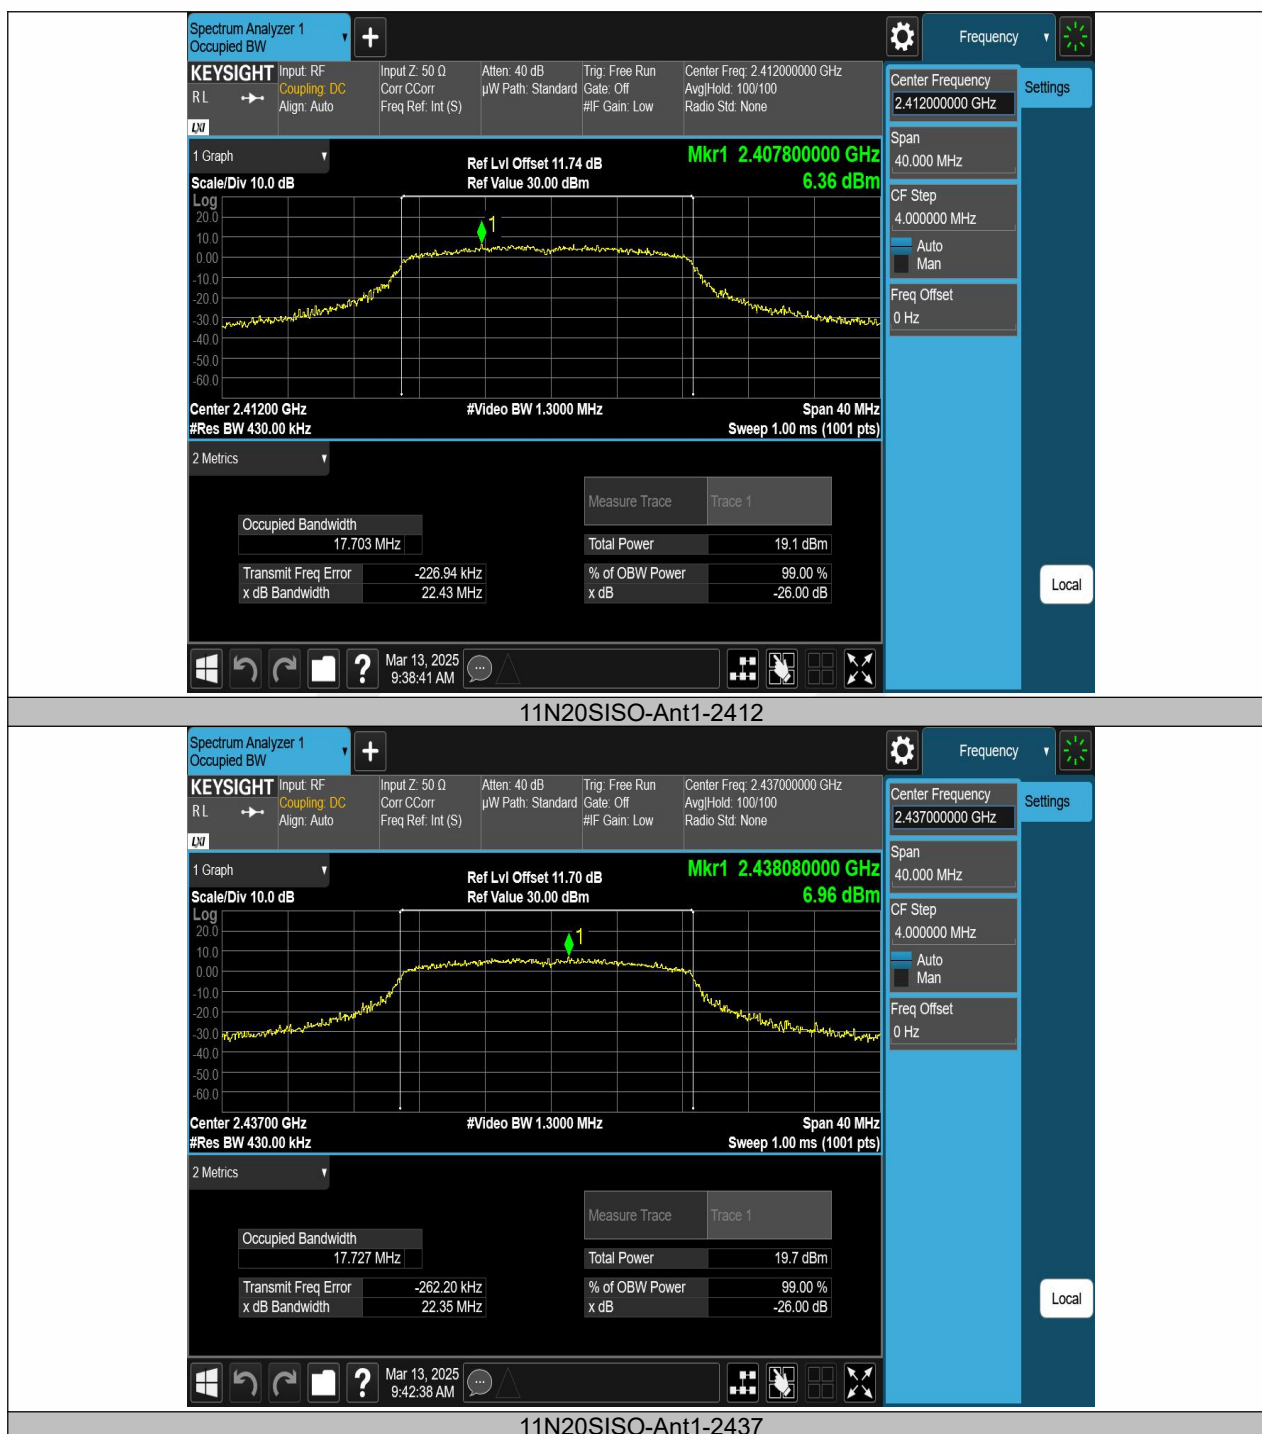 Spectrum Analyzer 1
Occupied BW
+
Frequency
KEYSIGHT
R L
LXI
Input: RF
Coupling: DC
Align: Auto
Input Z: 50 Ω
Corr CCorr
Freq Ref: Int (S)
Atten: 40 dB
µW Path: Standard
Trig: Free Run
Gate: Off
#IF Gain: Low
Center Freq: 2.412000000 GHz
Avg|Hold: 100/100
Radio Std: None
Center Frequency
2.412000000 GHz
Settings
Span
40.000 MHz
CF Step
4.000000 MHz
Auto
Man
Freq Offset
0 Hz
Local
1 Graph
Scale/Div 10.0 dB
Ref Lvl Offset 11.74 dB
Ref Value 30.00 dBm
Mkr1 2.407800000 GHz
6.36 dBm
Log
20.0
10.0
0.00
-10.0
-20.0
-30.0
-40.0
-50.0
-60.0
1
Center 2.41200 GHz
#Res BW 430.00 kHz
#Video BW 1.3000 MHz
Span 40 MHz
Sweep 1.00 ms (1001 pts)
2 Metrics
Measure Trace Trace 1
Occupied Bandwidth
17.703 MHz
Total Power 19.1 dBm
Transmit Freq Error -226.94 kHz
% of OBW Power 99.00 %
x dB Bandwidth 22.43 MHz
x dB -26.00 dB
?
Mar 13, 2025
9:38:41 AM
11N20SISO-Ant1-2412
Spectrum Analyzer 1
Occupied BW
+
Frequency
KEYSIGHT
R L
LXI
Input: RF
Coupling: DC
Align: Auto
Input Z: 50 Ω
Corr CCorr
Freq Ref: Int (S)
Atten: 40 dB
µW Path: Standard
Trig: Free Run
Gate: Off
#IF Gain: Low
Center Freq: 2.437000000 GHz
Avg|Hold: 100/100
Radio Std: None
Center Frequency
2.437000000 GHz
Settings
Span
40.000 MHz
CF Step
4.000000 MHz
Auto
Man
Freq Offset
0 Hz
Local
1 Graph
Scale/Div 10.0 dB
Ref Lvl Offset 11.70 dB
Ref Value 30.00 dBm
Mkr1 2.438080000 GHz
6.96 dBm
Log
20.0
10.0
0.00
-10.0
-20.0
-30.0
-40.0
-50.0
-60.0
1
Center 2.43700 GHz
#Res BW 430.00 kHz
#Video BW 1.3000 MHz
Span 40 MHz
Sweep 1.00 ms (1001 pts)
2 Metrics
Measure Trace Trace 1
Occupied Bandwidth
17.727 MHz
Total Power 19.7 dBm
Transmit Freq Error -262.20 kHz
% of OBW Power 99.00 %
x dB Bandwidth 22.35 MHz
x dB -26.00 dB
?
Mar 13, 2025
9:42:38 AM
11N20SISO-Ant1-2437